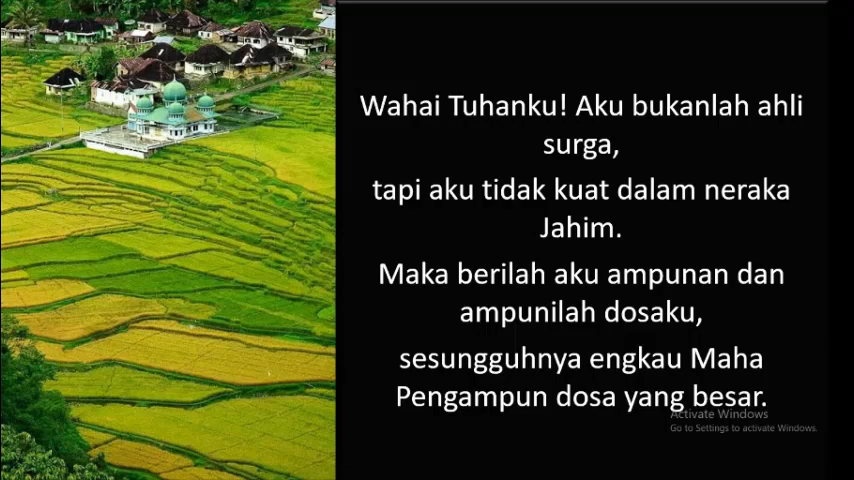 Wahai Tuhanku! Aku bukanlah ahli
surga,
tapi aku tidak kuat dalam neraka
Jahim.
Maka berilah aku ampunan dan
ampunilah dosaku,
sesungguhnya engkau Maha
Pengampun dosa yang besar.
Activate Windows
Go to Settings to activate Windows.